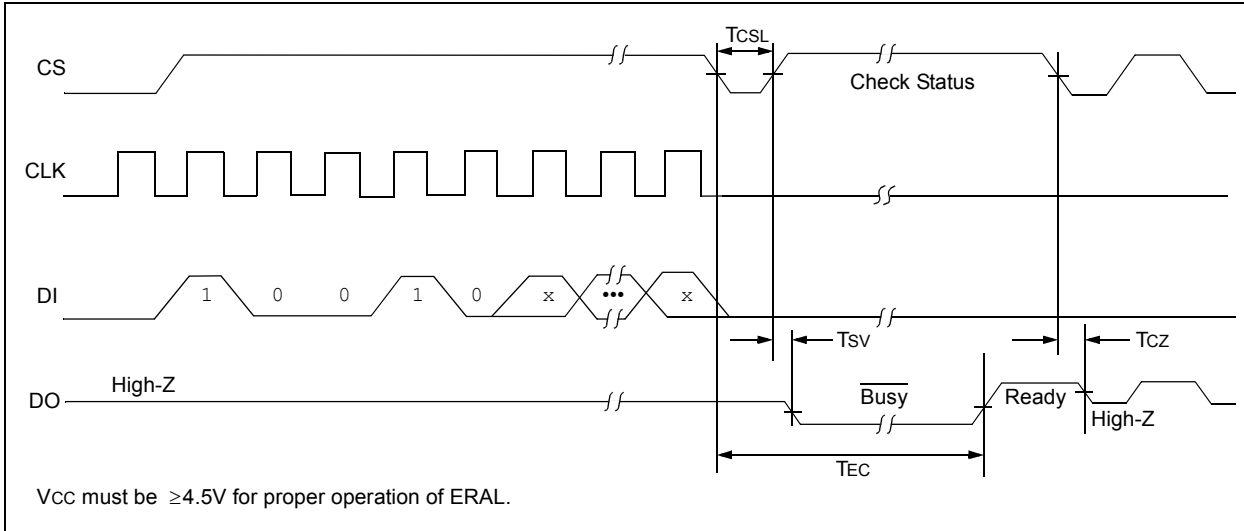 TCSL
CS
Check Status
CLK
DI 1 0 0 1 0 x ••• x
TSV
TCZ
High-Z
DO
Busy
Ready
High-Z
TEC
VCC must be ≥4.5V for proper operation of ERAL.